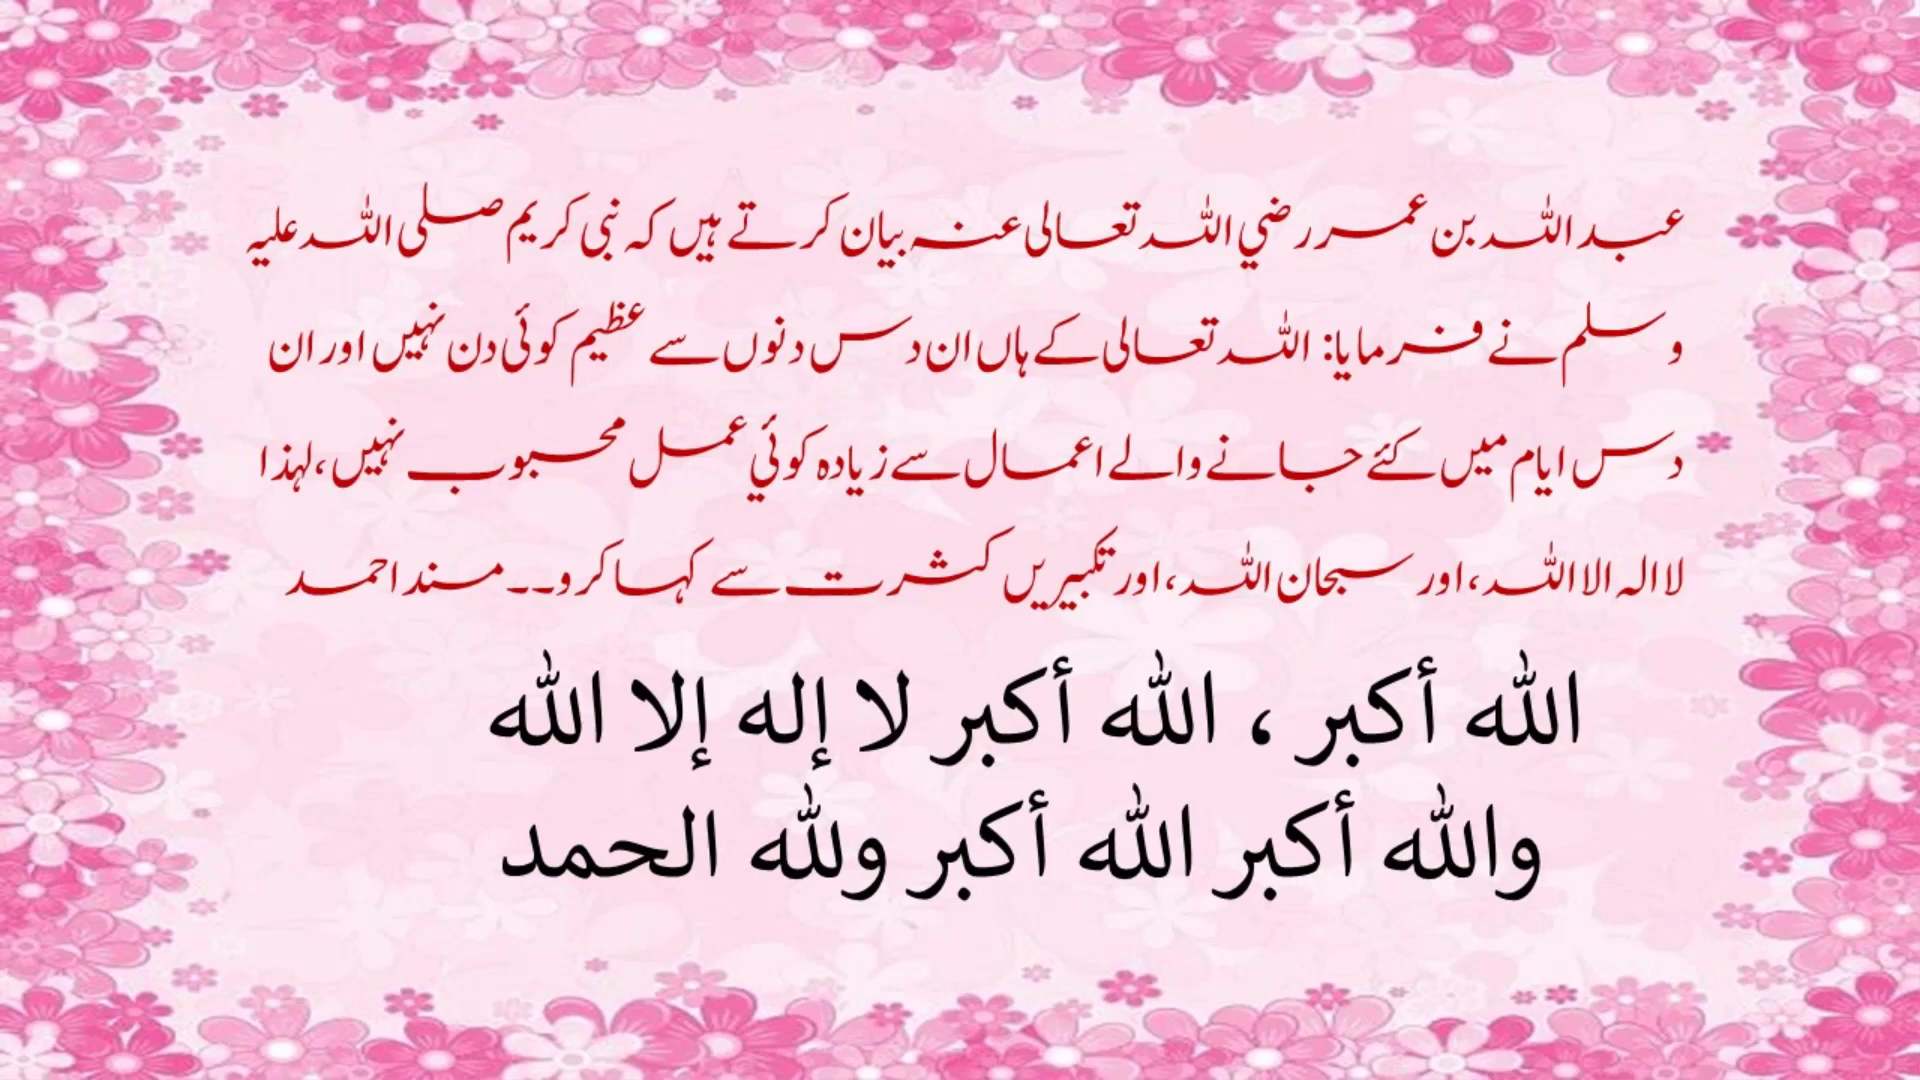 عبد اللہ بن عمر رضي اللہ تعالی عنہ بیان کرتے ہیں کہ نبی کریم صلی اللہ علیہ
وسلم نے فرمایا: اللہ تعالی کے ہاں ان دس دنوں سے عظیم کوئی دن نہیں اور ان
دس ایام میں کئے جانے والے اعمال سے زیادہ کوئي عمل محبوب نہیں ،لہذا
لا الہ الا اللہ ،اور سبحان اللہ ،اور تکبیریں کثرت سے کہا کرو۔۔مسند احمد
الله أكبر ، الله أكبر لا إله إلا الله
والله أكبر الله أكبر ولله الحمد